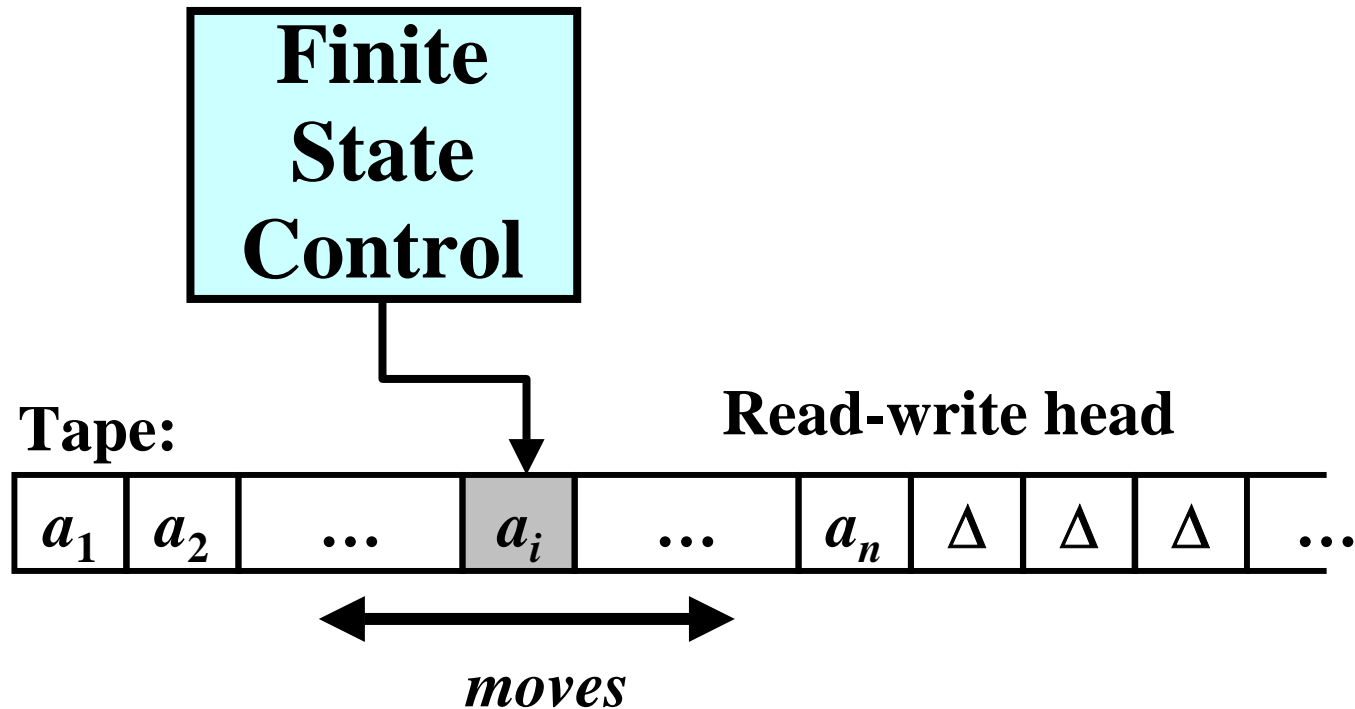 Finite
State
Control
Tape:
Read-write head
a₁ a₂ ... aᵢ ... aₙ Δ Δ Δ ...
moves